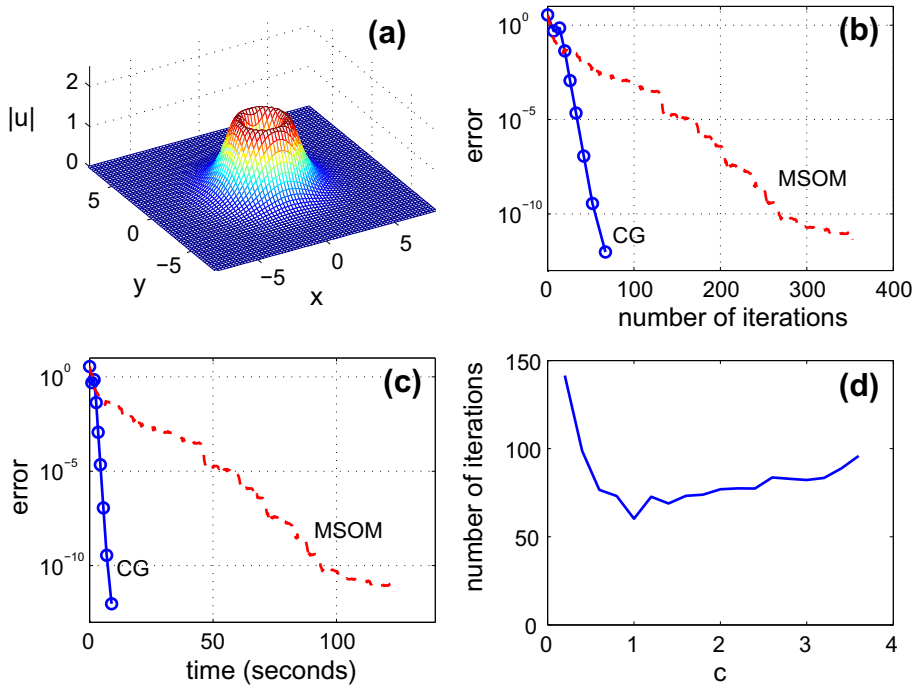 (a)
|u|
2
1
0
5
0
−5
y
−5
0
5
x
(b)
error
10^0
10^−5
10^−10
MSOM
CG
0 100 200 300 400
number of iterations
(c)
error
10^0
10^−5
10^−10
MSOM
CG
0 50 100
time (seconds)
(d)
number of iterations
150
100
50
0
0 1 2 3 4
c